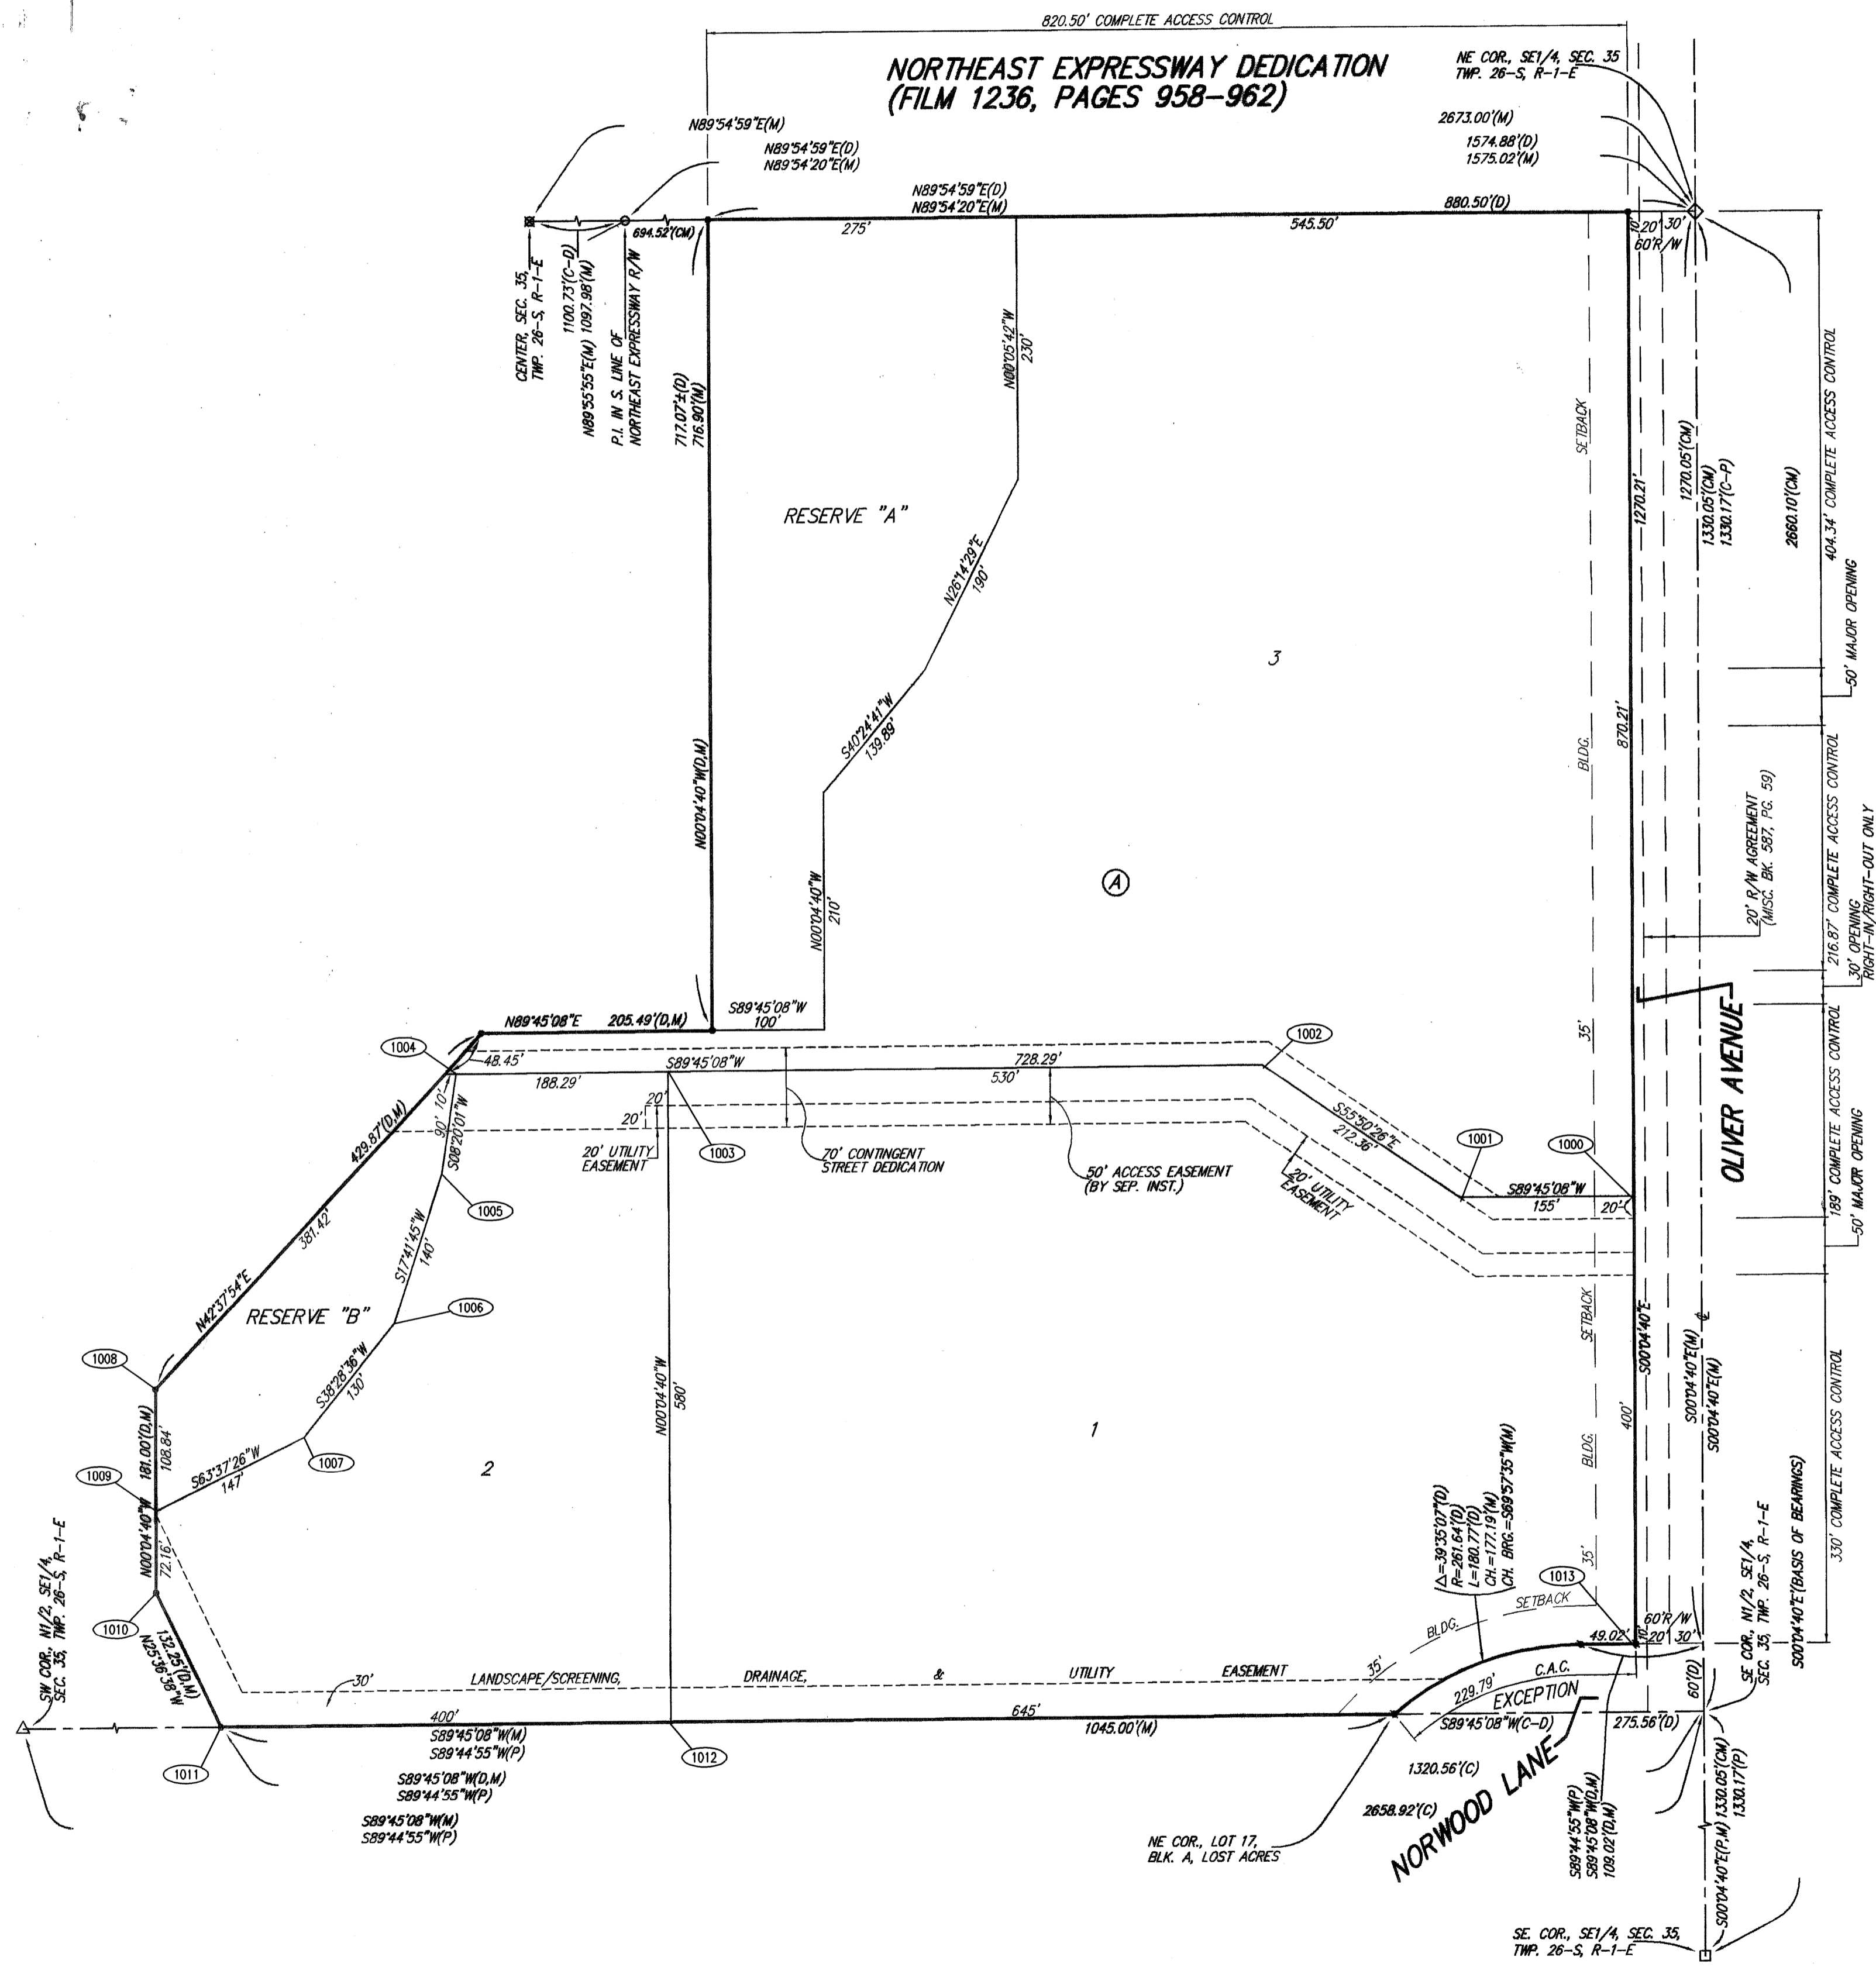 820.50' COMPLETE ACCESS CONTROL
NORTHEAST EXPRESSWAY DEDICATION
(FILM 1236, PAGES 958-962)
NE COR., SE1/4, SEC. 35
TWP. 26-S, R-1-E
2673.00'(M)
1574.88'(D)
1575.02'(M)
N89°54'59"E(M)
N89°54'59"E(D)
N89°54'20"E(M)
N89°54'59"E(D)
N89°54'20"E(M)
880.50'(D)
694.52'(CM)
275'
545.50'
10'
20'
30'
60'R/W
CENTER, SEC. 35,
TWP. 26-S, R-1-E
1100.73'(C-D)
N89°55'55"E(M) 1097.98'(M)
P.I. IN S. LINE OF
NORTHEAST EXPRESSWAY R/W
717.07'±(D)
716.90'(M)
N00°05'42"W
230'
RESERVE "A"
N26°14'29"E
190'
3
S40°24'41"W
139.89'
N00°04'40"W(D,M)
N00°04'40"W
210'
A
SETBACK
BLDG.
35'
1270.21'
870.21'
1270.05'(CM)
1330.05'(CM)
1330.17'(C-P)
2660.10'(CM)
404.34' COMPLETE ACCESS CONTROL
50' MAJOR OPENING
216.87' COMPLETE ACCESS CONTROL
20' R/W AGREEMENT
(MISC. BK. 587, PG. 59)
30' OPENING
RIGHT-IN/RIGHT-OUT ONLY
189' COMPLETE ACCESS CONTROL
50' MAJOR OPENING
330' COMPLETE ACCESS CONTROL
OLIVER AVENUE
N89°45'08"E
205.49'(D,M)
S89°45'08"W
100'
1004
48.45'
188.29'
S89°45'08"W
728.29'
530'
1002
10'
90'
S08°20'01"W
20'
20'
20' UTILITY
EASEMENT
1003
70' CONTINGENT
STREET DEDICATION
50' ACCESS EASEMENT
(BY SEP. INST.)
S55°50'26"E
212.36'
20' UTILITY
EASEMENT
1001
1000
S89°45'08"W
155'
20'
429.87'(D,M)
381.42'
N42°37'54"E
1005
S17°41'45"W
140'
RESERVE "B"
1006
S38°28'36"W
130'
1008
1007
S63°37'26"W
147'
181.00'(D,M)
108.84'
1009
N00°04'40"W
72.16'
1010
132.25'(D,M)
N25°36'38"W
2
N00°04'40"W
580'
1
SETBACK
BLDG.
35'
400'
S00°04'40"E
S00°04'40"E(M)
℄
S00°04'40"E(M)
S00°04'40"E(BASIS OF BEARINGS)
△=39°35'07"(D)
R=261.64'(D)
L=180.77'(D)
CH.=177.19'(M)
CH. BRG.=S69°57'35"W(M)
1013
SETBACK
BLDG.
35'
49.02'
60'R/W
10'
20'
30'
60'(D)
SE COR., N1/2, SE1/4,
SEC. 35, TWP. 26-S, R-1-E
SW COR., N1/2, SE1/4,
SEC. 35, TWP. 26-S, R-1-E
30'
LANDSCAPE/SCREENING, DRAINAGE, & UTILITY EASEMENT
C.A.C.
229.79'
EXCEPTION
400'
645'
1045.00'(M)
S89°45'08"W(C-D)
275.56'(D)
S89°45'08"W(M)
S89°44'55"W(P)
1011
1012
S89°45'08"W(D,M)
S89°44'55"W(P)
S89°45'08"W(M)
S89°44'55"W(P)
1320.56'(C)
2658.92'(C)
NE COR., LOT 17,
BLK. A, LOST ACRES
NORWOOD LANE
S89°44'55"W(P)
S89°45'08"W(D,M)
109.02'(D,M)
S00°04'40"E(P,M) 1330.05'(CM)
1330.17'(P)
SE. COR., SE1/4, SEC. 35,
TWP. 26-S, R-1-E